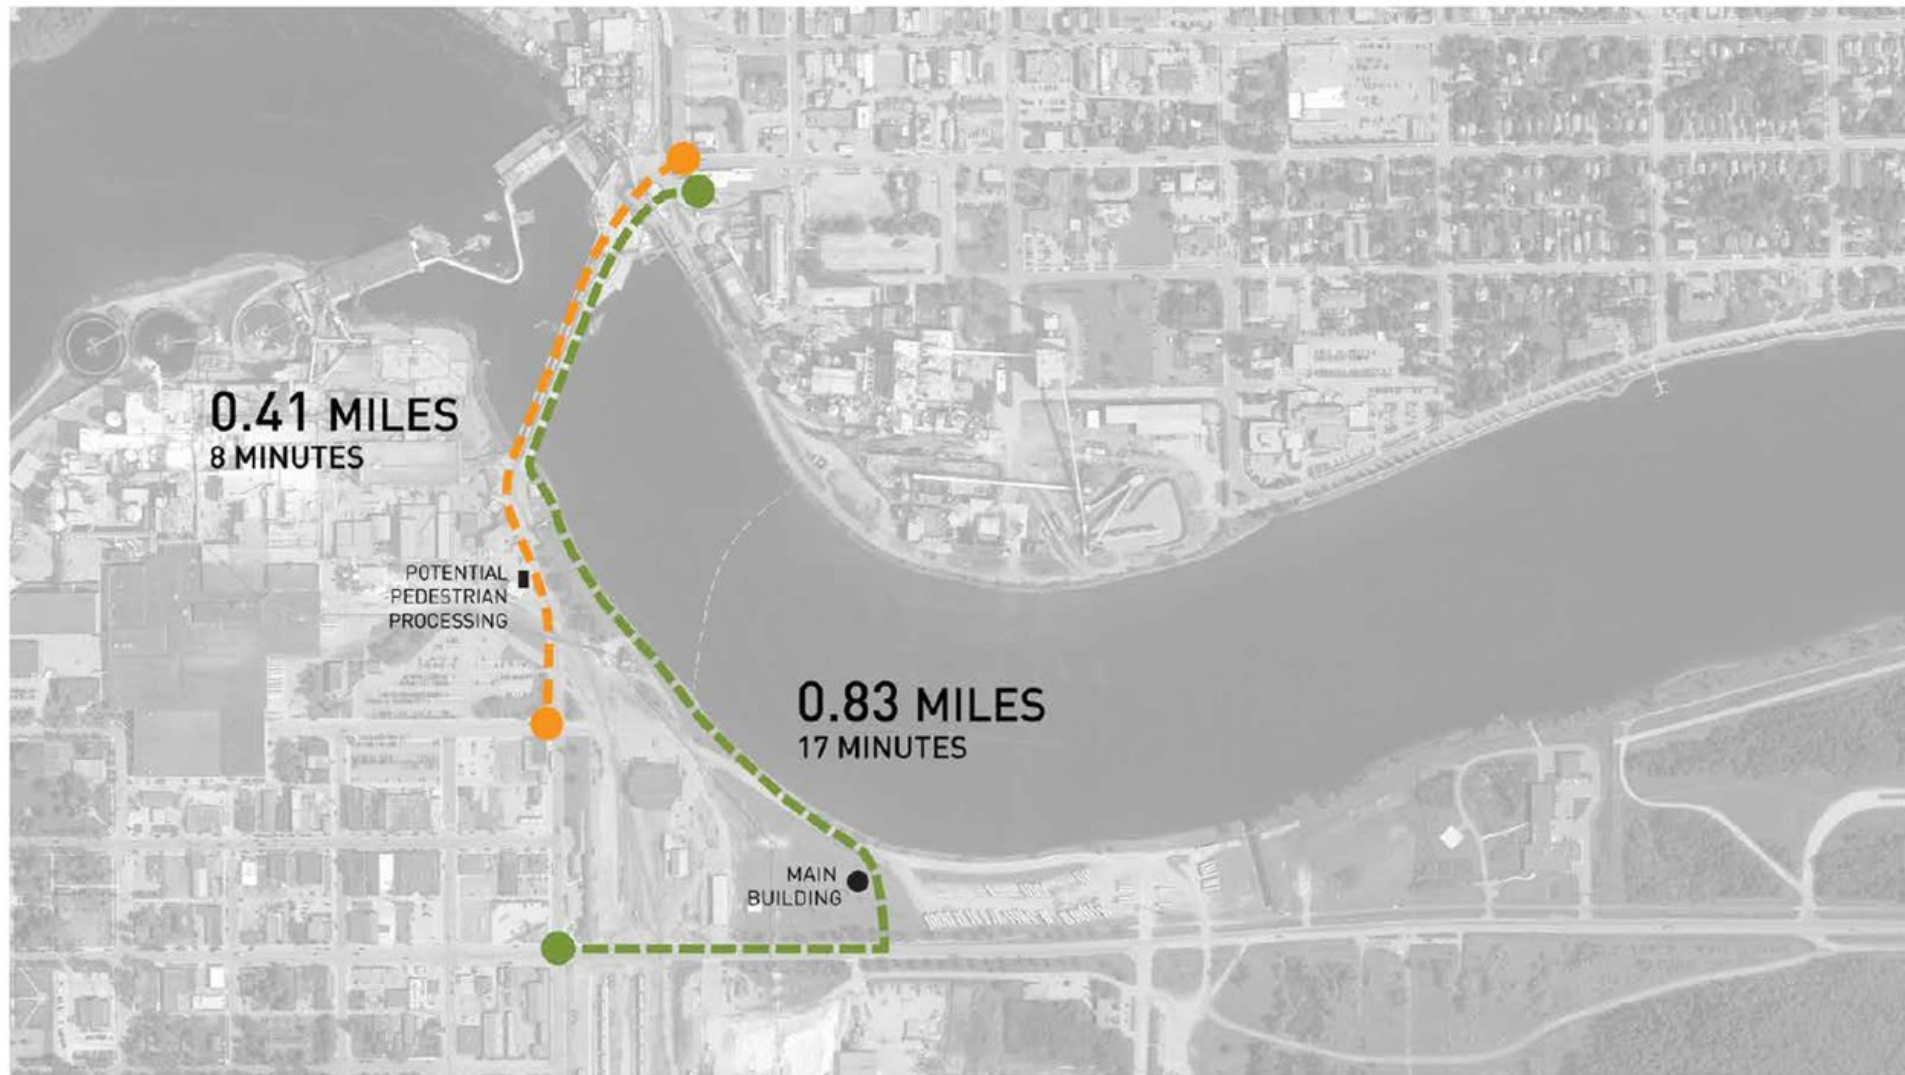 0.41 MILES
8 MINUTES
POTENTIAL
PEDESTRIAN
PROCESSING
0.83 MILES
17 MINUTES
MAIN
BUILDING